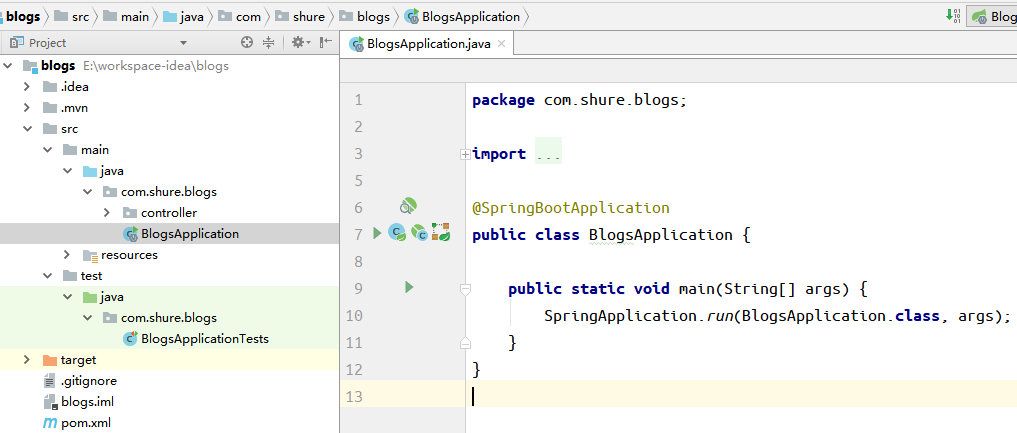 blogs src main java com shure blogs BlogsApplication Blog
Project
BlogsApplication.java
blogs E:\workspace-idea\blogs
.idea
.mvn
src
main
java
com.shure.blogs
controller
BlogsApplication
resources
test
java
com.shure.blogs
BlogsApplicationTests
target
.gitignore
blogs.iml
pom.xml
1 package com.shure.blogs;
2
3 import ...
5
6 @SpringBootApplication
7 public class BlogsApplication {
8
9 public static void main(String[] args) {
10 SpringApplication.run(BlogsApplication.class, args);
11 }
12 }
13